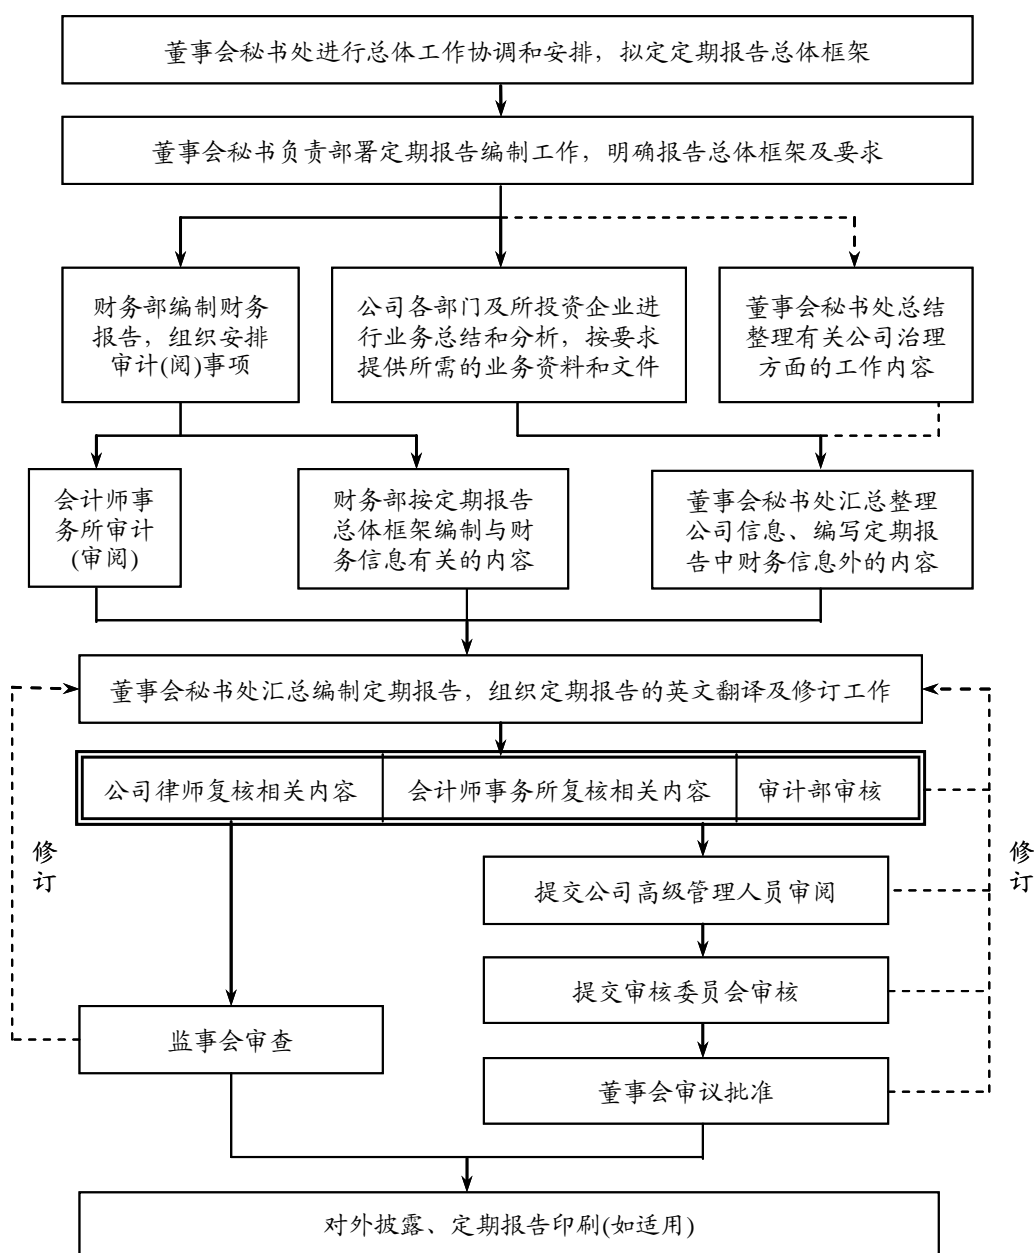 董事会秘书处进行总体工作协调和安排，拟定定期报告总体框架
董事会秘书负责部署定期报告编制工作，明确报告总体框架及要求
财务部编制财务
报告，组织安排
审计(阅)事项
公司各部门及所投资企业进
行业务总结和分析，按要求
提供所需的业务资料和文件
董事会秘书处总结
整理有关公司治理
方面的工作内容
会计师事
务所审计
(审阅)
财务部按定期报告
总体框架编制与财
务信息有关的内容
董事会秘书处汇总整理
公司信息、编写定期报
告中财务信息外的内容
董事会秘书处汇总编制定期报告，组织定期报告的英文翻译及修订工作
公司律师复核相关内容
会计师事务所复核相关内容
审计部审核
修
订
修
订
提交公司高级管理人员审阅
提交审核委员会审核
监事会审查
董事会审议批准
对外披露、定期报告印刷(如适用)